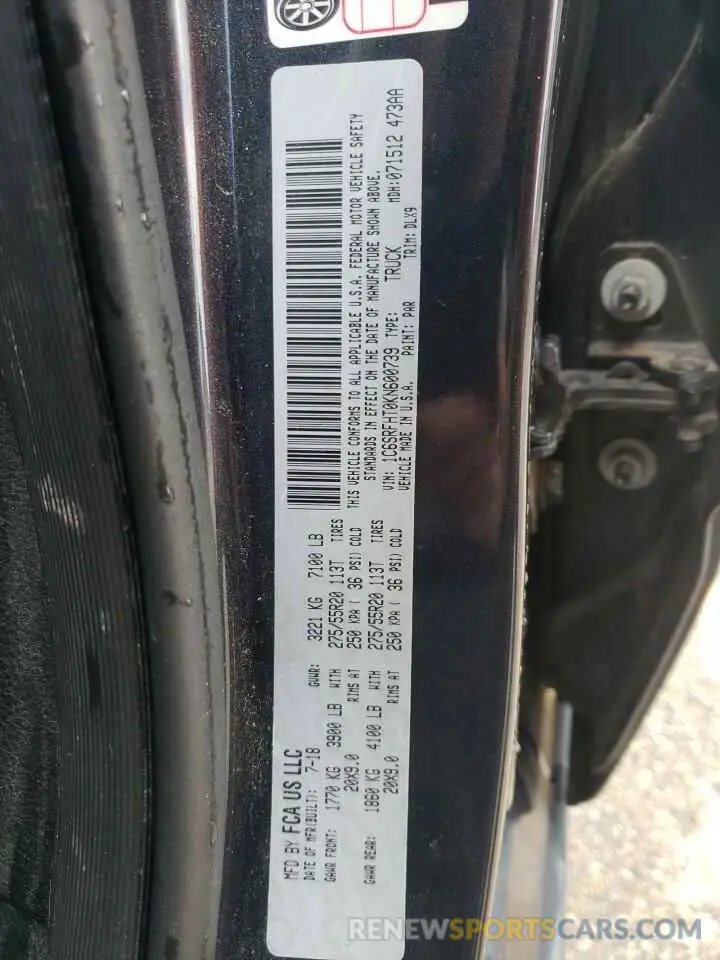 MFD BY FCA US LLC
DATE OF MFR(BUILT): 7-18 GVWR: 3221 KG 7100 LB
GAWR FRONT: 1770 KG 3900 LB WITH 275/55R20 113T TIRES
20X9.0 RIMS AT 250 KPA ( 36 PSI) COLD
GAWR REAR: 1860 KG 4100 LB WITH 275/55R20 113T TIRES
20X9.0 RIMS AT 250 KPA ( 36 PSI) COLD
THIS VEHICLE CONFORMS TO ALL APPLICABLE U.S.A. FEDERAL MOTOR VEHICLE SAFETY
STANDARDS IN EFFECT ON THE DATE OF MANUFACTURE SHOWN ABOVE.
VIN: 1C6SRFHT0KN600739 TYPE: TRUCK MDH:071512 473AA
VEHICLE MADE IN U.S.A. PAINT: PAR TRIM: DLX9
RENEWSPORTSCARS.COM